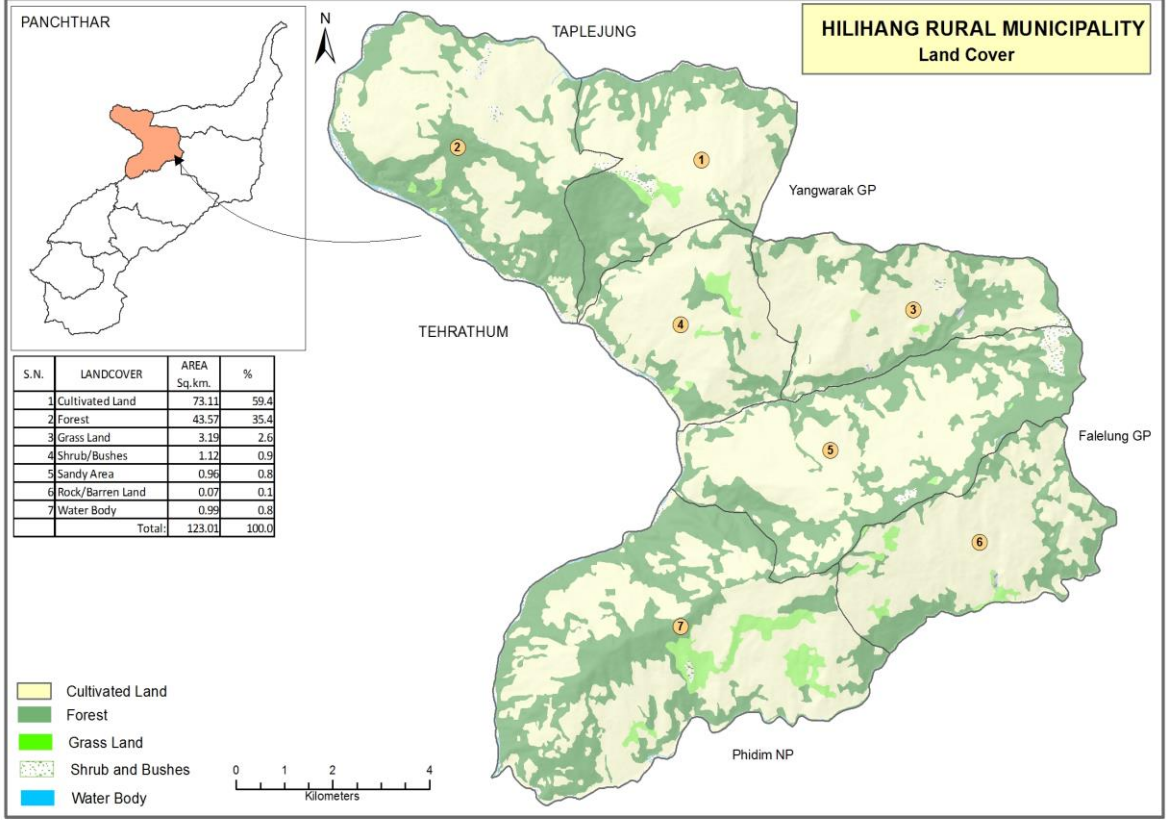 PANCHTHAR
N
TAPLEJUNG
HILIHANG RURAL MUNICIPALITY
Land Cover
2
1
Yangwarak GP
3
4
TEHRATHUM
S.N. LANDCOVER AREA Sq.km. %
1 Cultivated Land 73.11 59.4
2 Forest 43.57 35.4
3 Grass Land 3.19 2.6
4 Shrub/Bushes 1.12 0.9
5 Sandy Area 0.96 0.8
6 Rock/Barren Land 0.07 0.1
7 Water Body 0.99 0.8
Total: 123.01 100.0
Falelung GP
5
6
7
Phidim NP
Cultivated Land
Forest
Grass Land
Shrub and Bushes
Water Body
0 1 2 4
Kilometers